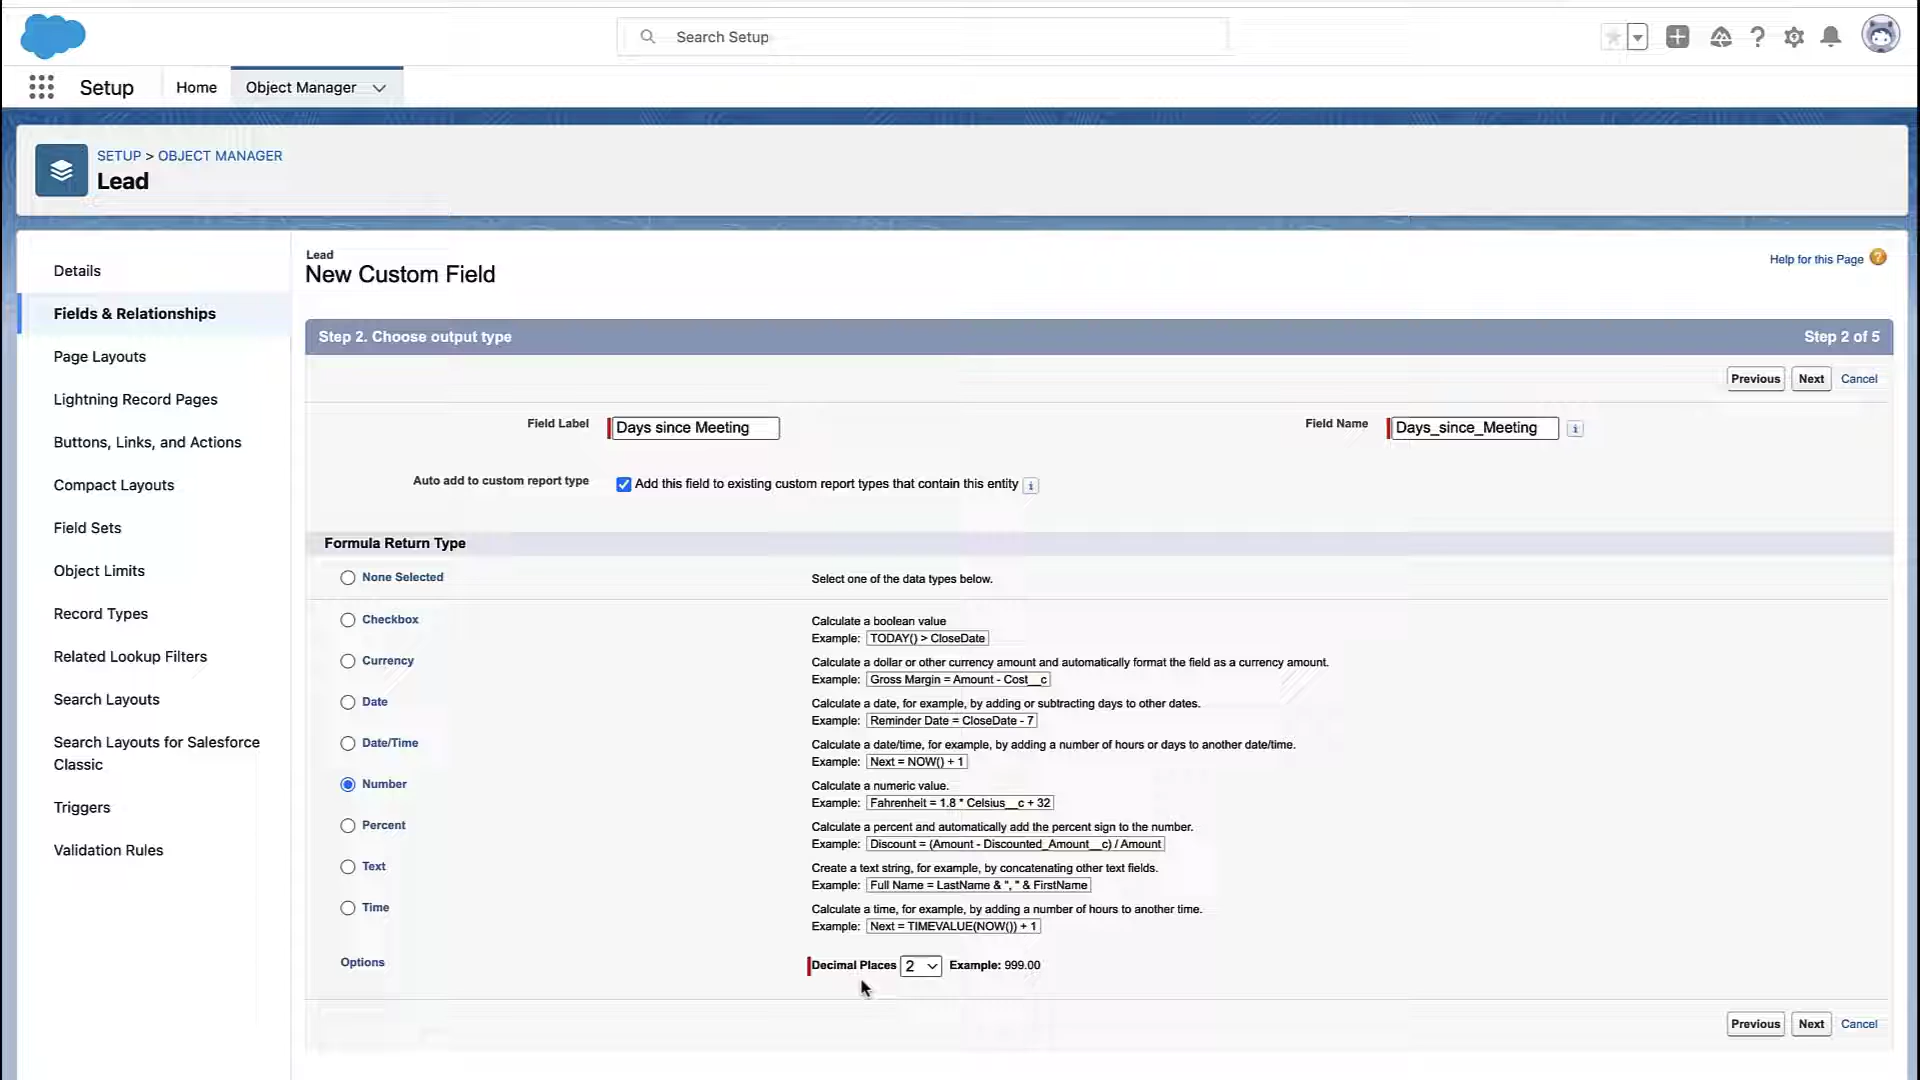 Search Setup
Setup
Home
Object Manager
SETUP > OBJECT MANAGER
Lead
Details
Fields & Relationships
Page Layouts
Lightning Record Pages
Buttons, Links, and Actions
Compact Layouts
Field Sets
Object Limits
Record Types
Related Lookup Filters
Search Layouts
Search Layouts for Salesforce
Classic
Triggers
Validation Rules
Lead
New Custom Field
Help for this Page
Step 2. Choose output type
Step 2 of 5
Previous
Next
Cancel
Field Label
Days since Meeting
Field Name
Days_since_Meeting
Auto add to custom report type
Add this field to existing custom report types that contain this entity
Formula Return Type
None Selected
Select one of the data types below.
Checkbox
Calculate a boolean value
Example: TODAY() > CloseDate
Currency
Calculate a dollar or other currency amount and automatically format the field as a currency amount.
Example: Gross Margin = Amount - Cost__c
Date
Calculate a date, for example, by adding or subtracting days to other dates.
Example: Reminder Date = CloseDate - 7
Date/Time
Calculate a date/time, for example, by adding a number of hours or days to another date/time.
Example: Next = NOW() + 1
Number
Calculate a numeric value.
Example: Fahrenheit = 1.8 * Celsius__c + 32
Percent
Calculate a percent and automatically add the percent sign to the number.
Example: Discount = (Amount - Discounted_Amount__c) / Amount
Text
Create a text string, for example, by concatenating other text fields.
Example: Full Name = LastName & ", " & FirstName
Time
Calculate a time, for example, by adding a number of hours to another time.
Example: Next = TIMEVALUE(NOW()) + 1
Options
Decimal Places 2 Example: 999.00
Previous
Next
Cancel